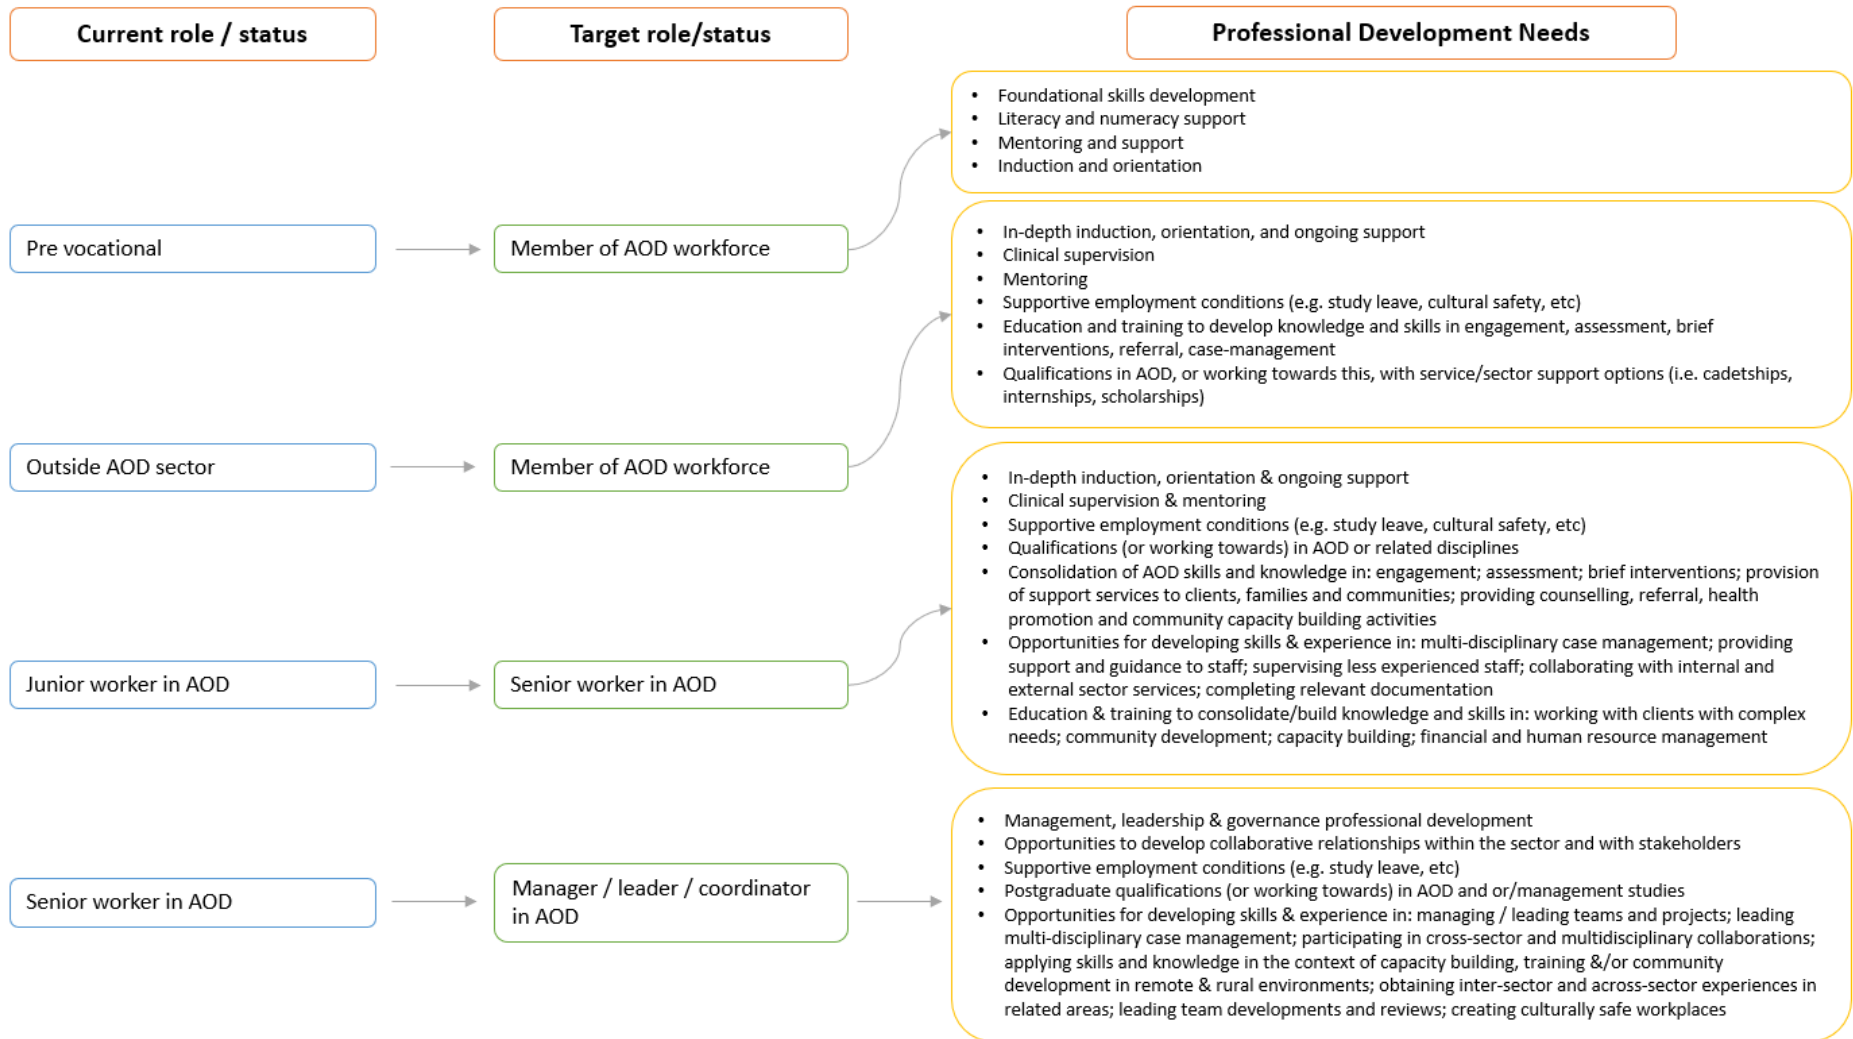 Current role / status
Target role/status
Professional Development Needs
Pre vocational
Member of AOD workforce
• Foundational skills development
• Literacy and numeracy support
• Mentoring and support
• Induction and orientation
Outside AOD sector
Member of AOD workforce
• In-depth induction, orientation, and ongoing support
• Clinical supervision
• Mentoring
• Supportive employment conditions (e.g. study leave, cultural safety, etc)
• Education and training to develop knowledge and skills in engagement, assessment, brief
interventions, referral, case-management
• Qualifications in AOD, or working towards this, with service/sector support options (i.e. cadetships,
internships, scholarships)
Junior worker in AOD
Senior worker in AOD
• In-depth induction, orientation & ongoing support
• Clinical supervision & mentoring
• Supportive employment conditions (e.g. study leave, cultural safety, etc)
• Qualifications (or working towards) in AOD or related disciplines
• Consolidation of AOD skills and knowledge in: engagement; assessment; brief interventions; provision
of support services to clients, families and communities; providing counselling, referral, health
promotion and community capacity building activities
• Opportunities for developing skills & experience in: multi-disciplinary case management; providing
support and guidance to staff; supervising less experienced staff; collaborating with internal and
external sector services; completing relevant documentation
• Education & training to consolidate/build knowledge and skills in: working with clients with complex
needs; community development; capacity building; financial and human resource management
Senior worker in AOD
Manager / leader / coordinator
in AOD
• Management, leadership & governance professional development
• Opportunities to develop collaborative relationships within the sector and with stakeholders
• Supportive employment conditions (e.g. study leave, etc)
• Postgraduate qualifications (or working towards) in AOD and or/management studies
• Opportunities for developing skills & experience in: managing / leading teams and projects; leading
multi-disciplinary case management; participating in cross-sector and multidisciplinary collaborations;
applying skills and knowledge in the context of capacity building, training &/or community
development in remote & rural environments; obtaining inter-sector and across-sector experiences in
related areas; leading team developments and reviews; creating culturally safe workplaces